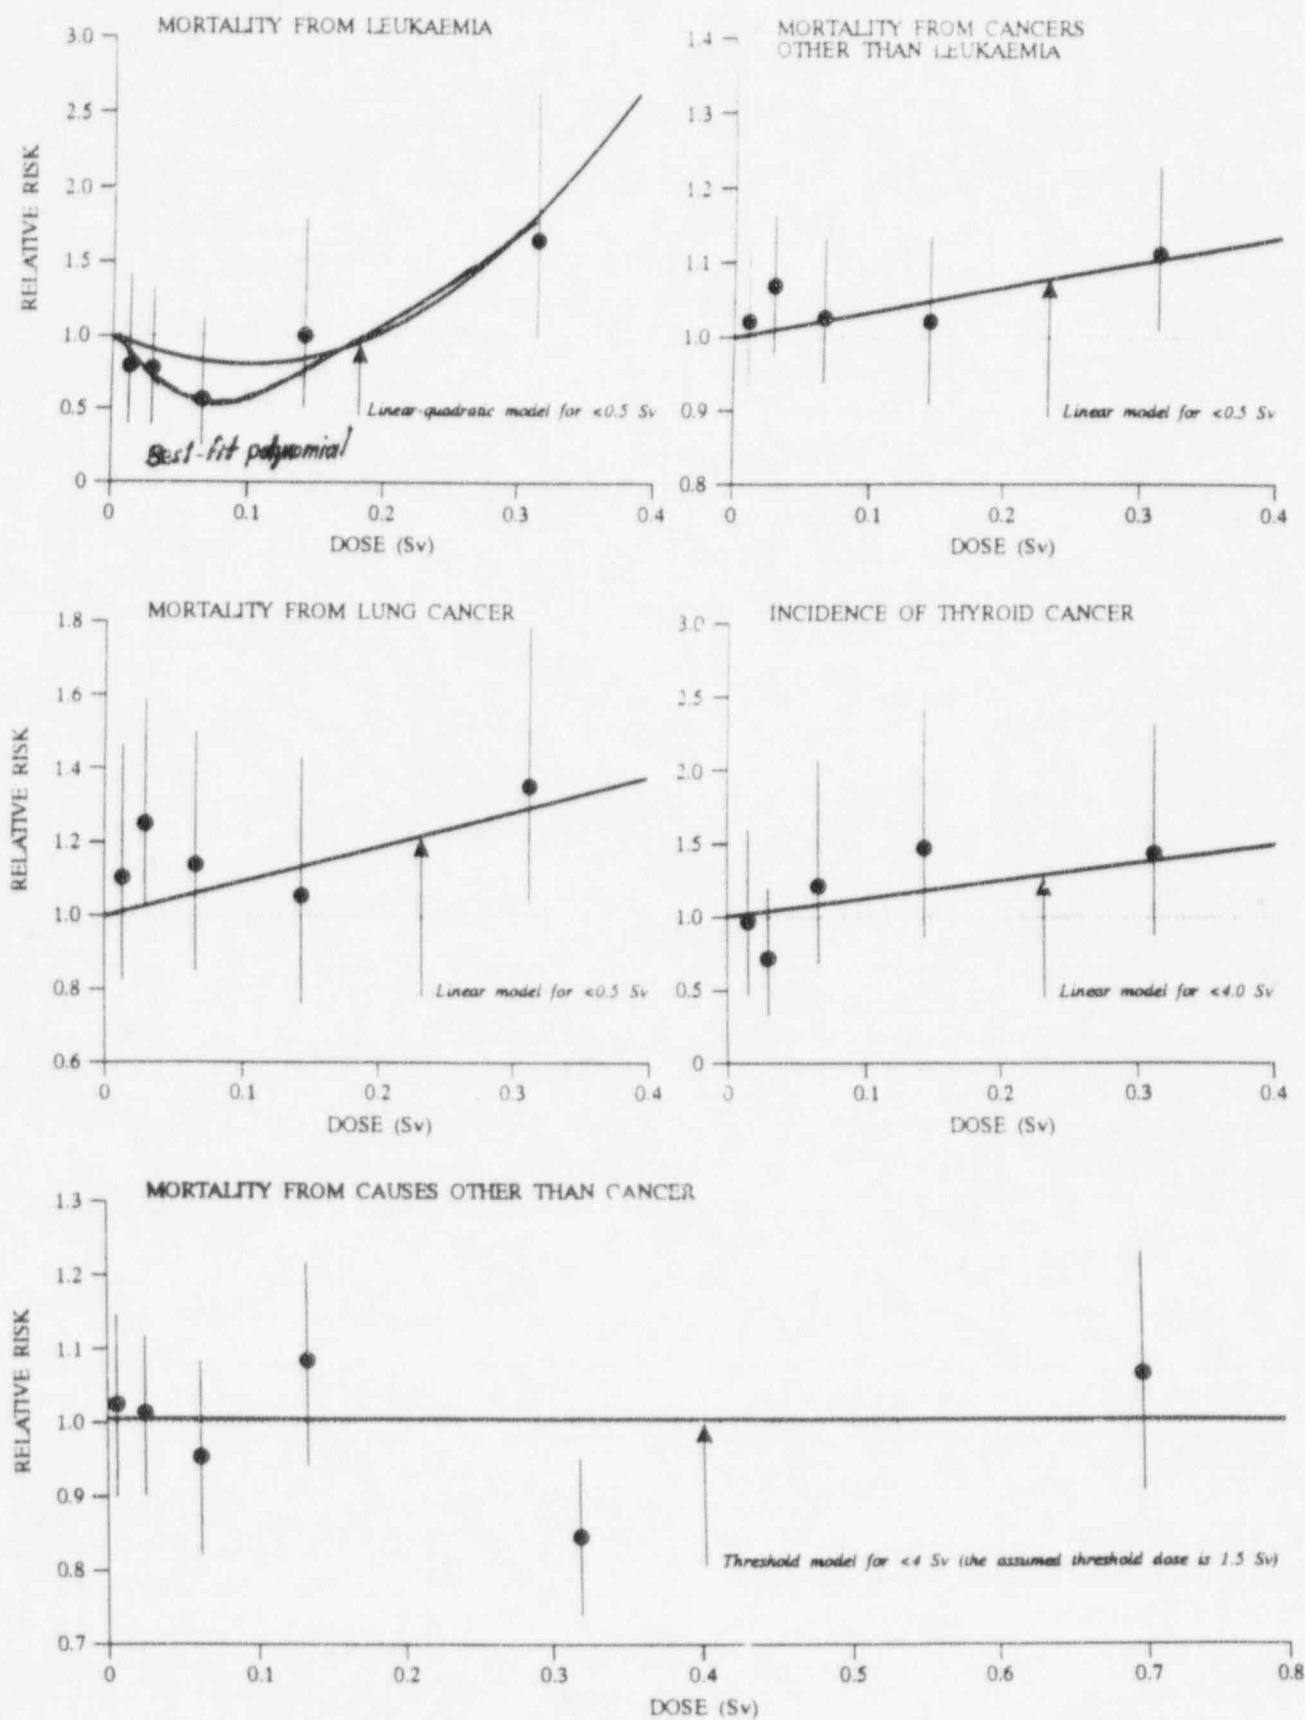 MORTALITY FROM LEUKAEMIA
3.0
2.5
2.0
1.5
1.0
0.5
0
RELATIVE RISK
Linear-quadratic model for <0.5 Sv
Best-fit polynomial
0 0.1 0.2 0.3 0.4
DOSE (Sv)
MORTALITY FROM CANCERS
OTHER THAN LEUKAEMIA
1.4
1.3
1.2
1.1
1.0
0.9
0.8
Linear model for <0.5 Sv
0 0.1 0.2 0.3 0.4
DOSE (Sv)
MORTALITY FROM LUNG CANCER
1.8
1.6
1.4
1.2
1.0
0.8
0.6
RELATIVE RISK
Linear model for <0.5 Sv
0 0.1 0.2 0.3 0.4
DOSE (Sv)
INCIDENCE OF THYROID CANCER
3.0
2.5
2.0
1.5
1.0
0.5
0
Linear model for <4.0 Sv
0 0.1 0.2 0.3 0.4
DOSE (Sv)
MORTALITY FROM CAUSES OTHER THAN CANCER
1.3
1.2
1.1
1.0
0.9
0.8
0.7
RELATIVE RISK
Threshold model for <4 Sv (the assumed threshold dose is 1.5 Sv)
0 0.1 0.2 0.3 0.4 0.5 0.6 0.7 0.8
DOSE (Sv)